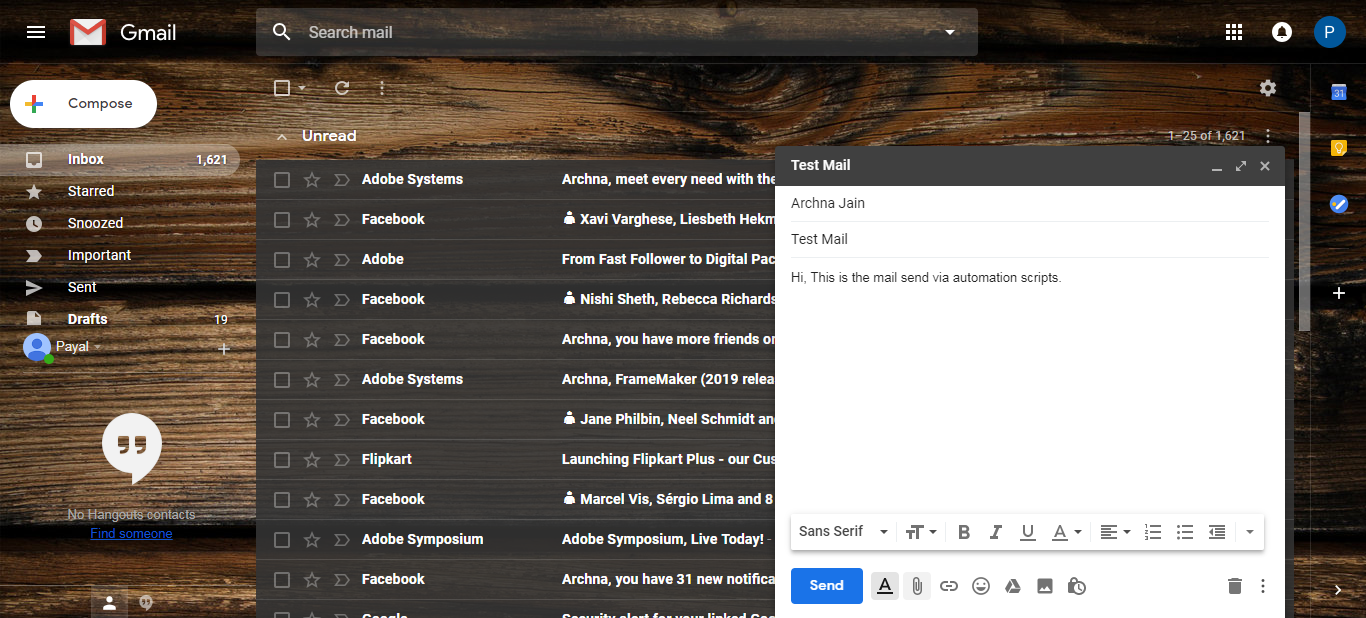 Gmail
Search mail
P
Compose
31
Unread
1–25 of 1,621
Inbox 1,621
Starred
Snoozed
Important
Sent
Drafts 19
Payal
No Hangouts contacts
Find someone
Adobe Systems Archna, meet every need with the
Facebook Xavi Varghese, Liesbeth Hekm
Adobe From Fast Follower to Digital Pac
Facebook Nishi Sheth, Rebecca Richards
Facebook Archna, you have more friends on
Adobe Systems Archna, FrameMaker (2019 relea
Facebook Jane Philbin, Neel Schmidt and
Flipkart Launching Flipkart Plus - our Cus
Facebook Marcel Vis, Sérgio Lima and 8
Adobe Symposium Adobe Symposium, Live Today! -
Facebook Archna, you have 31 new notifica
Google Security alert for your linked Goo
Test Mail
Archna Jain
Test Mail
Hi, This is the mail send via automation scripts.
Sans Serif
Send